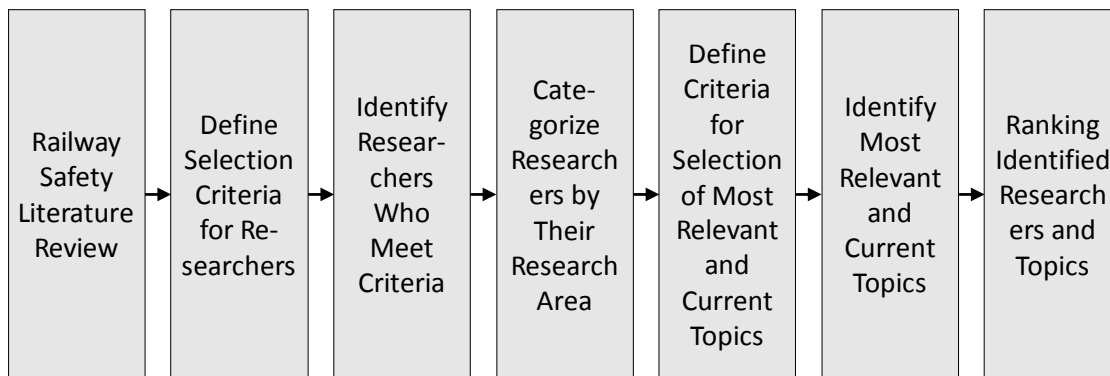 Railway
Safety
Literature
Review
Define
Selection
Criteria
for Re-
searchers
Identify
Resear-
chers
Who
Meet
Criteria
Cate-
gorize
Research
ers by
Their
Research
Area
Define
Criteria
for
Selection
of Most
Relevant
and
Current
Topics
Identify
Most
Relevant
and
Current
Topics
Ranking
Identified
Research
ers and
Topics